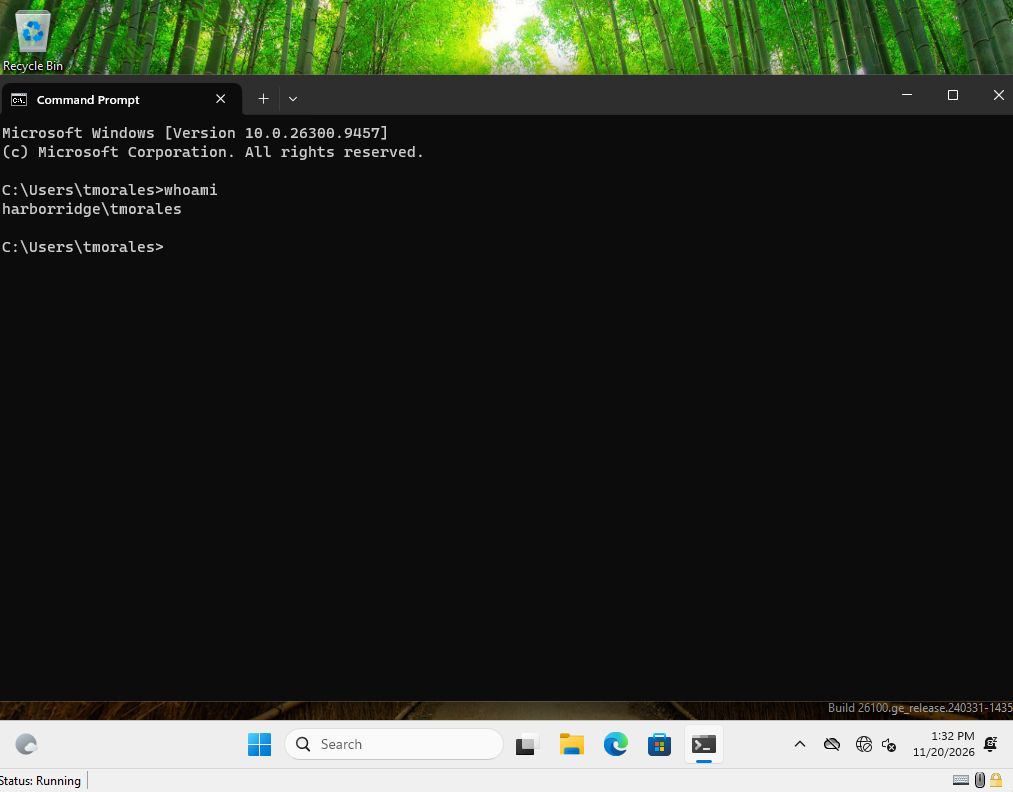 Recycle Bin
Command Prompt
Microsoft Windows [Version 10.0.26300.9457]
(c) Microsoft Corporation. All rights reserved.
C:\Users\tmorales>whoami
harborridge\tmorales
C:\Users\tmorales>
Build 26100.ge_release.240331-1435
Search
1:32 PM
11/20/2026
Status: Running